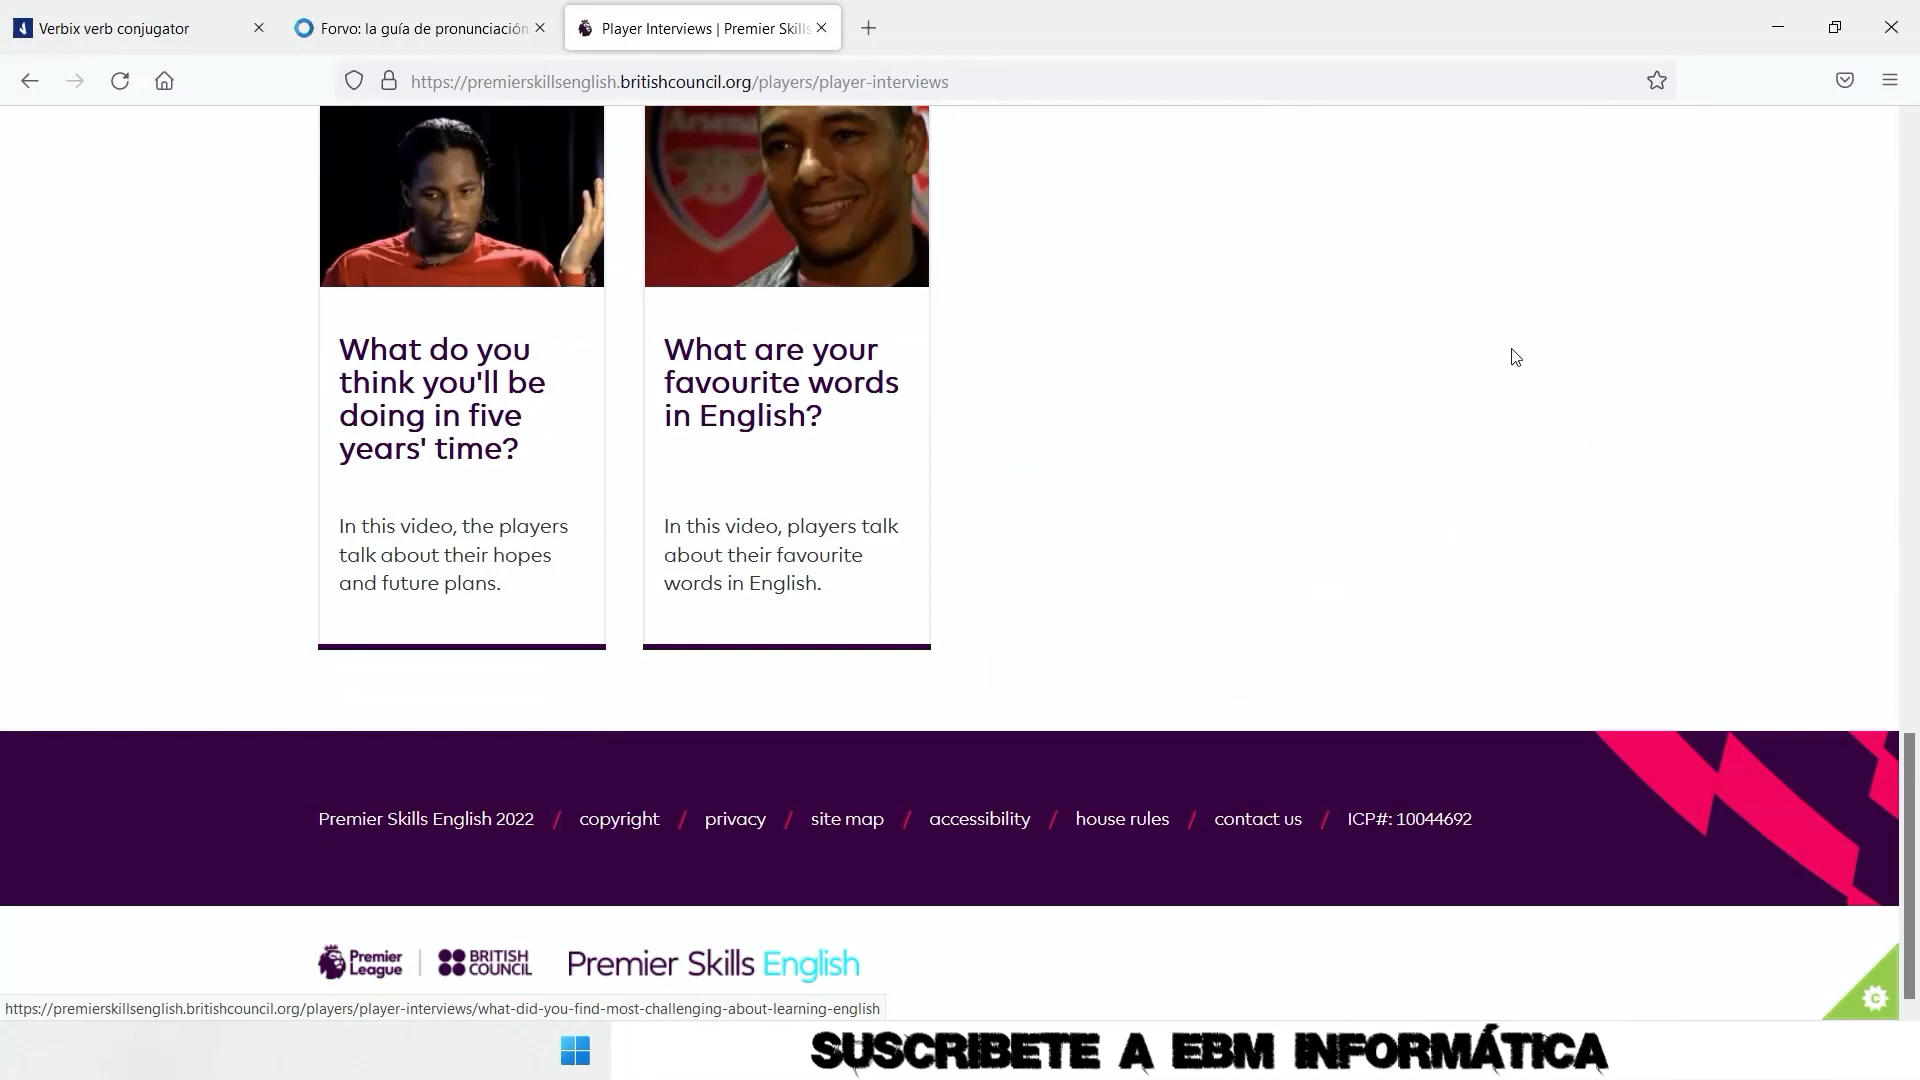 Verbix verb conjugator
Forvo: la guía de pronunciación
Player Interviews | Premier Skills
https://premierskillsenglish.britishcouncil.org/players/player-interviews
Arsena
What do you
think you'll be
doing in five
years' time?
In this video, the players
talk about their hopes
and future plans.
What are your
favourite words
in English?
In this video, players talk
about their favourite
words in English.
Premier Skills English 2022 / copyright / privacy / site map / accessibility / house rules / contact us / ICP#: 10044692
Premier
League
BRITISH
COUNCIL
Premier Skills English
https://premierskillsenglish.britishcouncil.org/players/player-interviews/what-did-you-find-most-challenging-about-learning-english
C
SUSCRIBETE A EBM INFORMÁTICA